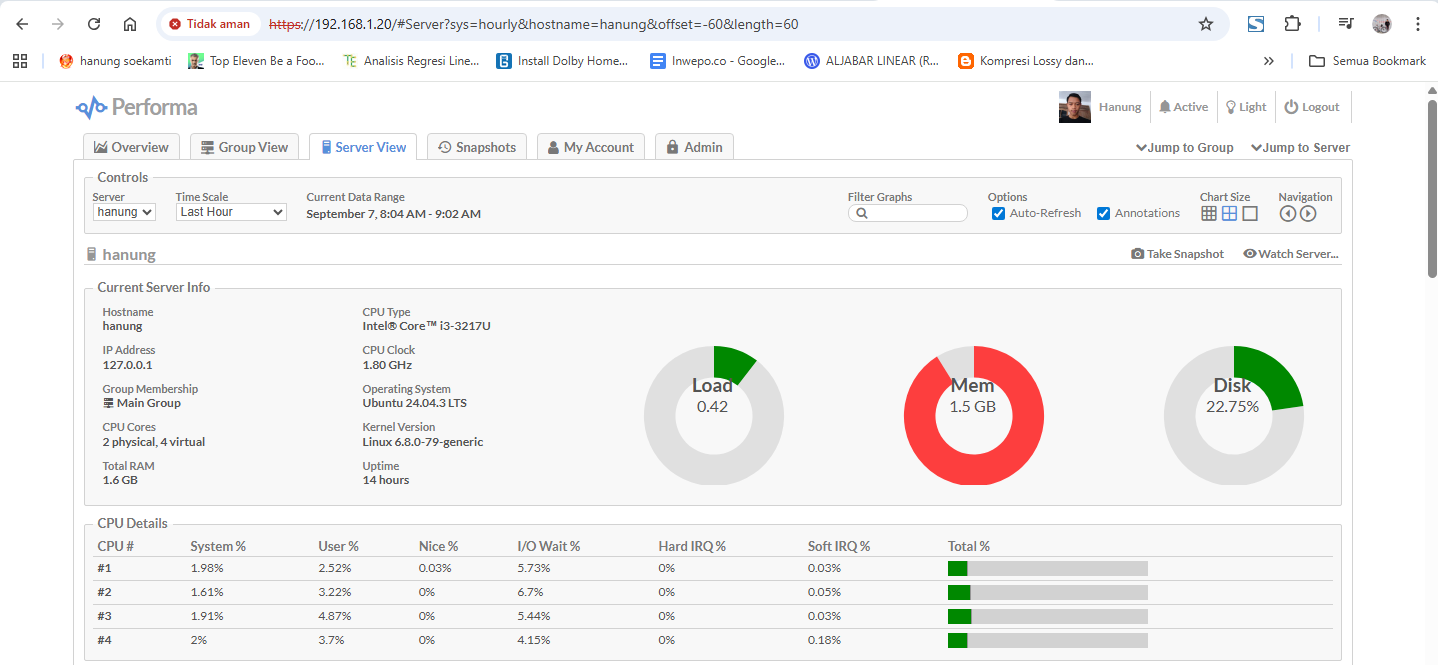 Tidak aman https://192.168.1.20/#Server?sys=hourly&hostname=hanung&offset=-60&length=60
hanung soekamti Top Eleven Be a Foo... Analisis Regresi Line... Install Dolby Home... Inwepo.co - Google... ALJABAR LINEAR (R... Kompresi Lossy dan... » Semua Bookmark
Performa
Hanung Active Light Logout
Overview Group View Server View Snapshots My Account Admin Jump to Group Jump to Server
Controls
Server Time Scale Current Data Range Filter Graphs Options Chart Size Navigation
hanung Last Hour September 7, 8:04 AM - 9:02 AM Auto-Refresh Annotations
hanung Take Snapshot Watch Server...
Current Server Info
Hostname CPU Type
hanung Intel® Core™ i3-3217U
IP Address CPU Clock
127.0.0.1 1.80 GHz
Group Membership Operating System
Main Group Ubuntu 24.04.3 LTS
CPU Cores Kernel Version
2 physical, 4 virtual Linux 6.8.0-79-generic
Total RAM Uptime
1.6 GB 14 hours
Load Mem Disk
0.42 1.5 GB 22.75%
CPU Details
CPU # System % User % Nice % I/O Wait % Hard IRQ % Soft IRQ % Total %
#1 1.98% 2.52% 0.03% 5.73% 0% 0.03%
#2 1.61% 3.22% 0% 6.7% 0% 0.05%
#3 1.91% 4.87% 0% 5.44% 0% 0.03%
#4 2% 3.7% 0% 4.15% 0% 0.18%